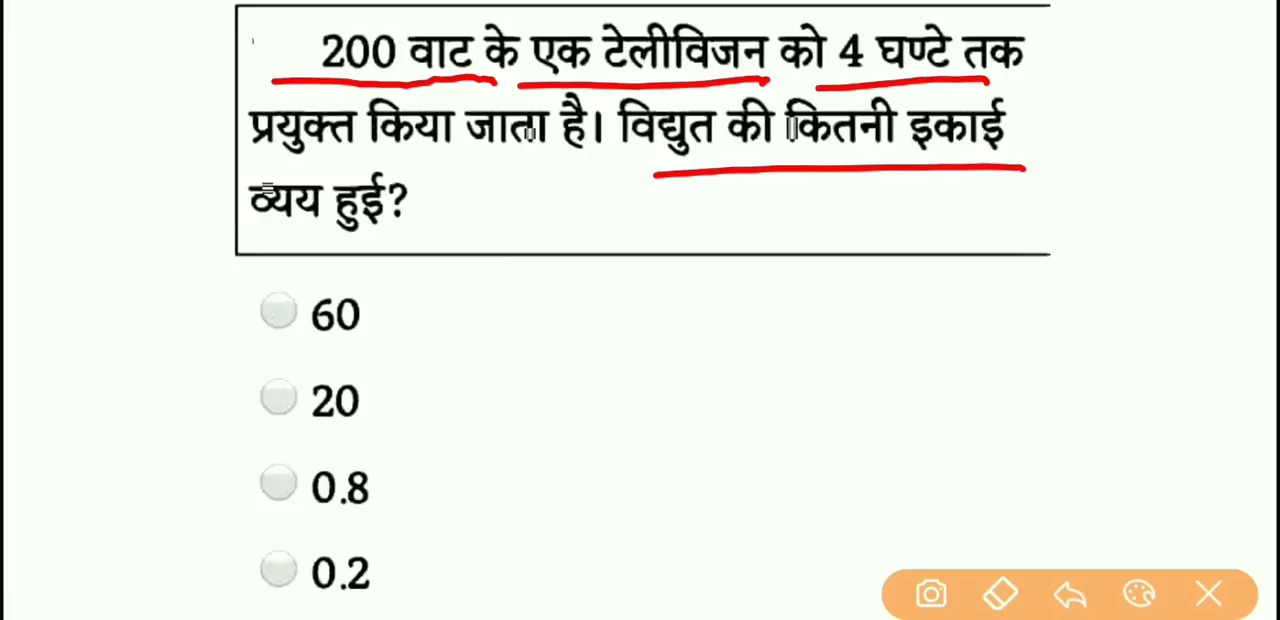 200 वाट के एक टेलीविजन को 4 घण्टे तक
प्रयुक्त किया जाता है। विद्युत की कितनी इकाई
व्यय हुई?
60
20
0.8
0.2